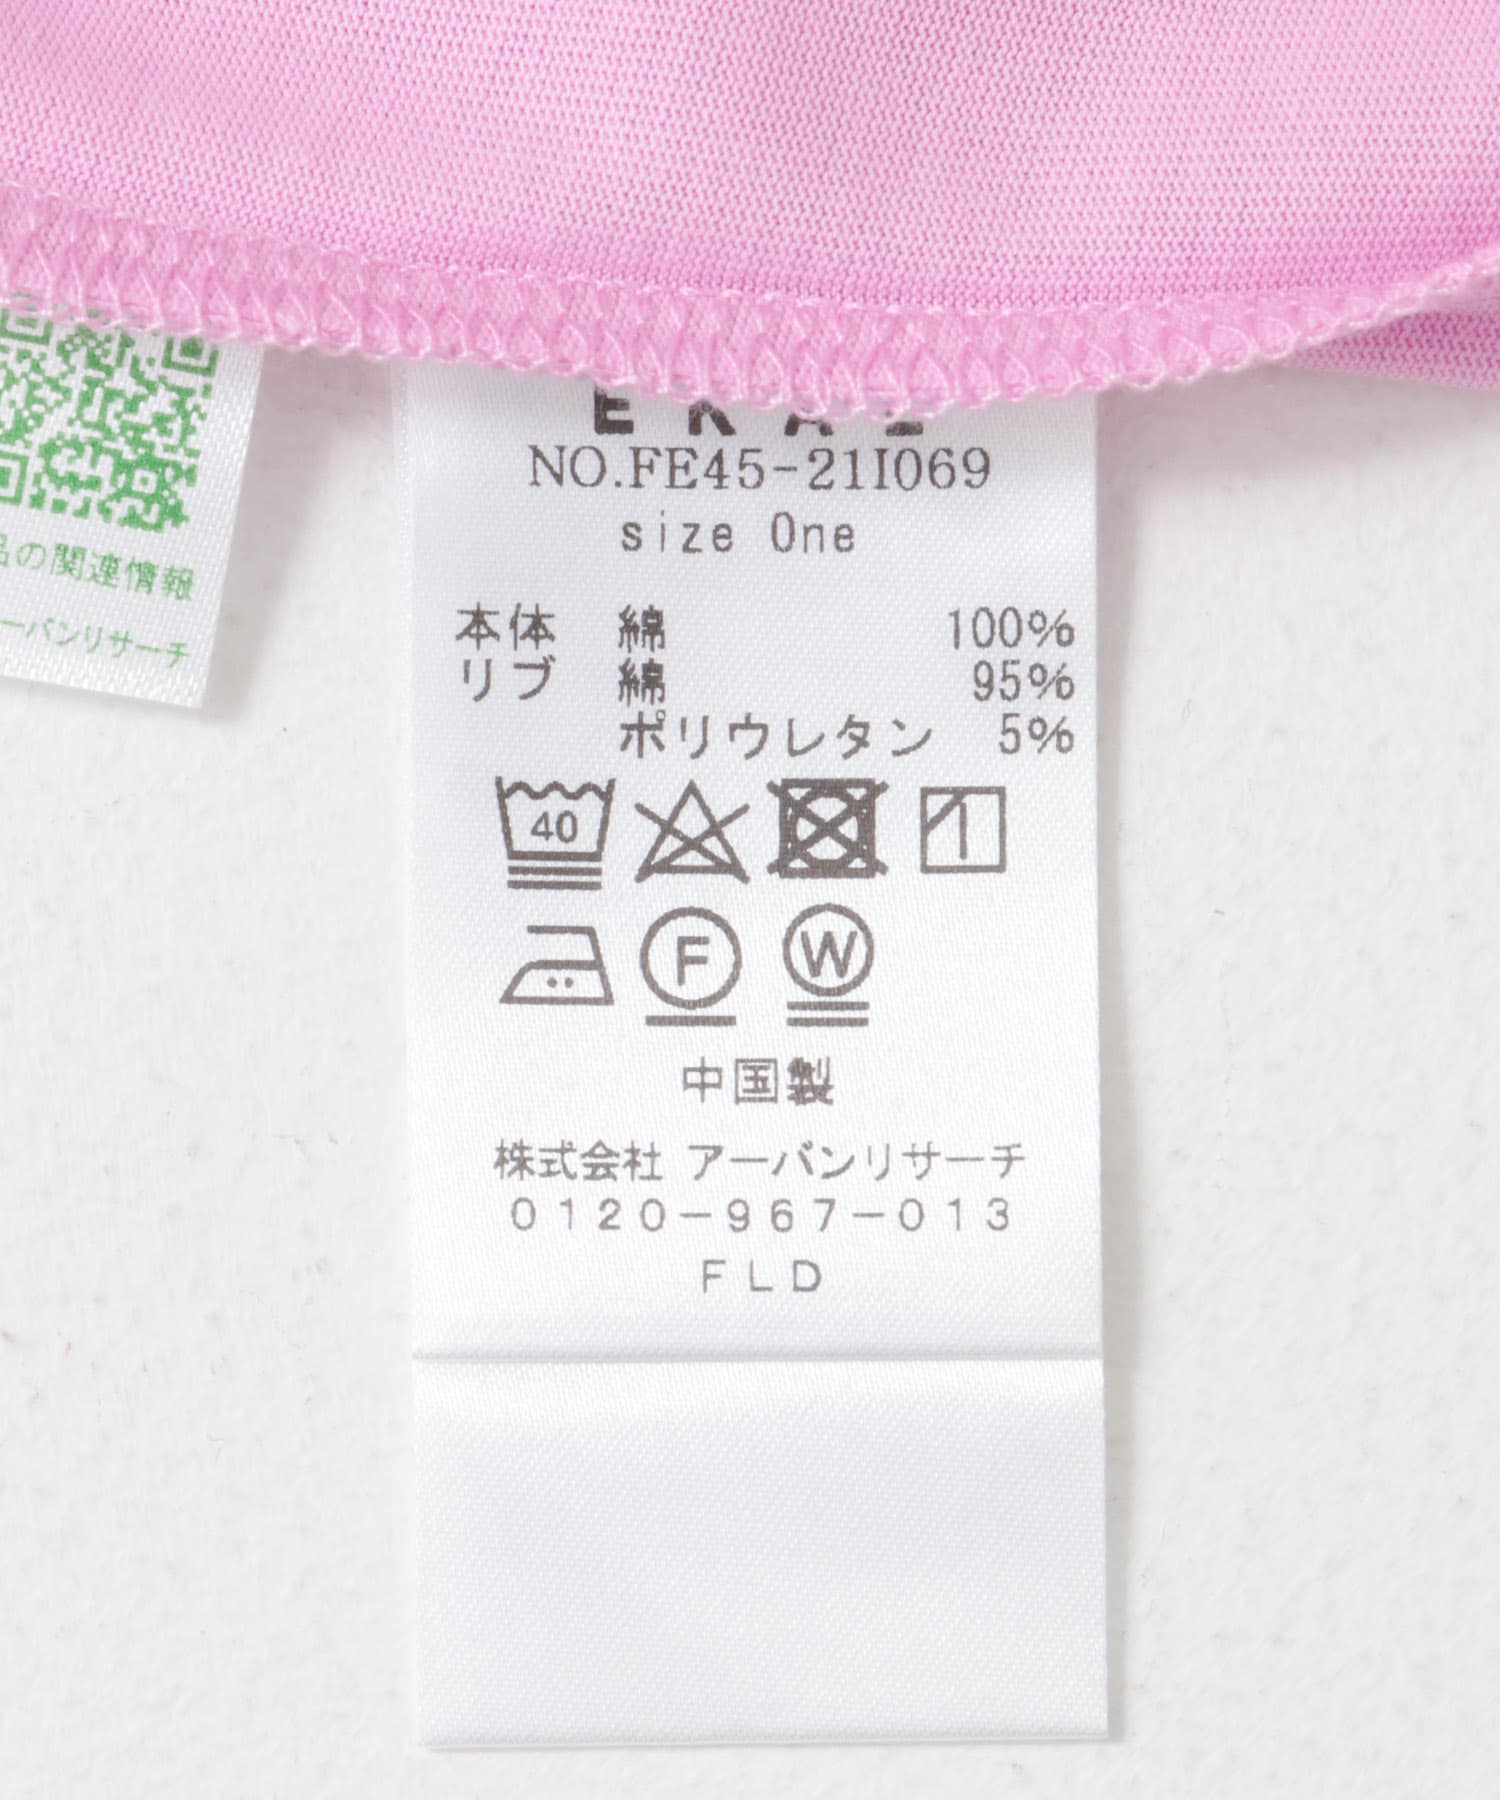 NO.FE45-21I069
size One
本体 綿 100%
リブ 綿 95%
ポリウレタン 5%
40
F W
中国製
株式会社 アーバンリサーチ
0120-967-013
FLD
品の関連情報
ーバンリサーチ